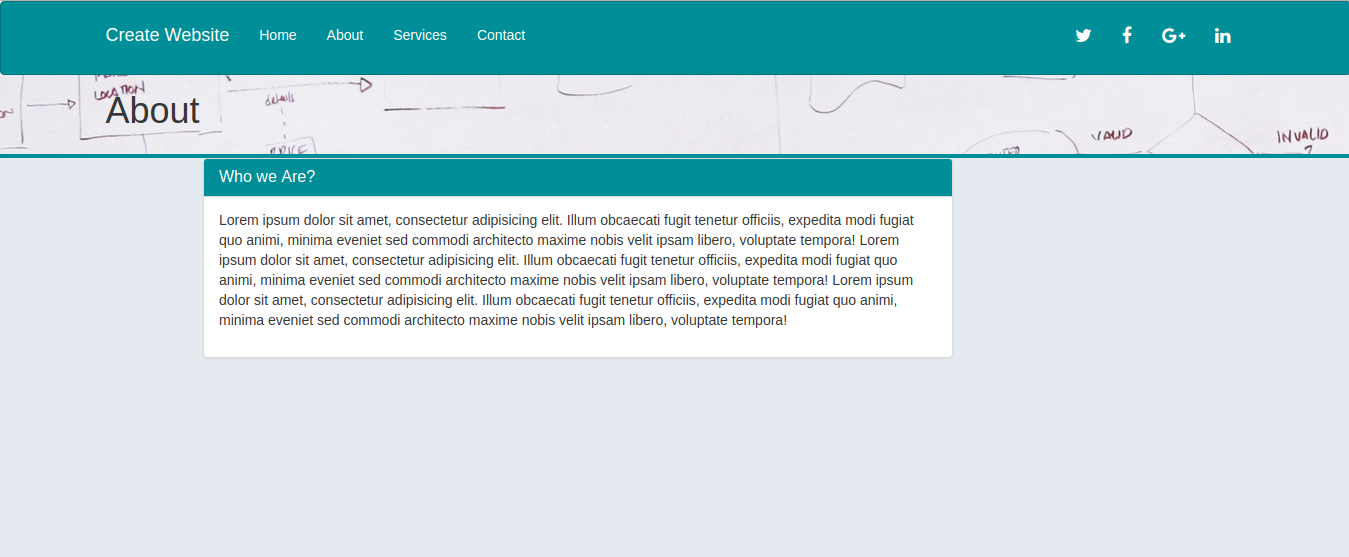 Create Website Home About Services Contact
LOCATION
About
details
VALID
INVALID
?
Who we Are?
Lorem ipsum dolor sit amet, consectetur adipisicing elit. Illum obcaecati fugit tenetur officiis, expedita modi fugiat
quo animi, minima eveniet sed commodi architecto maxime nobis velit ipsam libero, voluptate tempora! Lorem
ipsum dolor sit amet, consectetur adipisicing elit. Illum obcaecati fugit tenetur officiis, expedita modi fugiat quo
animi, minima eveniet sed commodi architecto maxime nobis velit ipsam libero, voluptate tempora! Lorem ipsum
dolor sit amet, consectetur adipisicing elit. Illum obcaecati fugit tenetur officiis, expedita modi fugiat quo animi,
minima eveniet sed commodi architecto maxime nobis velit ipsam libero, voluptate tempora!